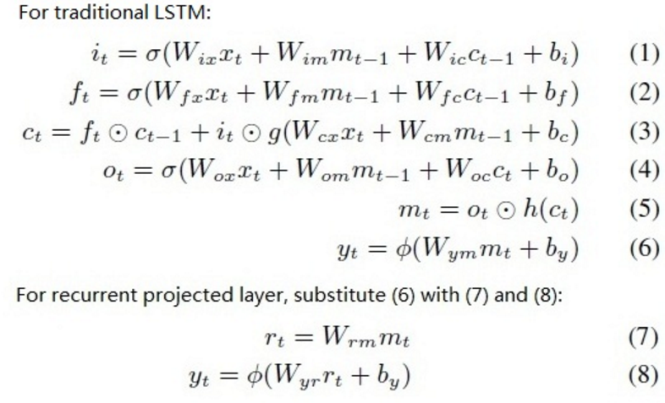 For traditional LSTM:
i_t = σ(W_{ix}x_t + W_{im}m_{t−1} + W_{ic}c_{t−1} + b_i) (1)
f_t = σ(W_{fx}x_t + W_{fm}m_{t−1} + W_{fc}c_{t−1} + b_f) (2)
c_t = f_t ⊙ c_{t−1} + i_t ⊙ g(W_{cx}x_t + W_{cm}m_{t−1} + b_c) (3)
o_t = σ(W_{ox}x_t + W_{om}m_{t−1} + W_{oc}c_t + b_o) (4)
m_t = o_t ⊙ h(c_t) (5)
y_t = ϕ(W_{ym}m_t + b_y) (6)
For recurrent projected layer, substitute (6) with (7) and (8):
r_t = W_{rm}m_t (7)
y_t = ϕ(W_{yr}r_t + b_y) (8)